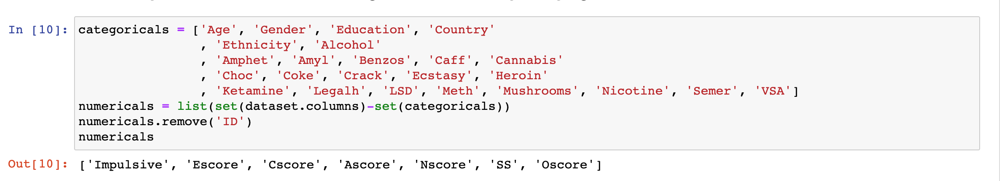 In [10]: categoricals = ['Age', 'Gender', 'Education', 'Country'
, 'Ethnicity', 'Alcohol'
, 'Amphet', 'Amyl', 'Benzos', 'Caff', 'Cannabis'
, 'Choc', 'Coke', 'Crack', 'Ecstasy', 'Heroin'
, 'Ketamine', 'Legalh', 'LSD', 'Meth', 'Mushrooms', 'Nicotine', 'Semer', 'VSA']
numericals = list(set(dataset.columns)-set(categoricals))
numericals.remove('ID')
numericals
Out[10]: ['Impulsive', 'Escore', 'Cscore', 'Ascore', 'Nscore', 'SS', 'Oscore']